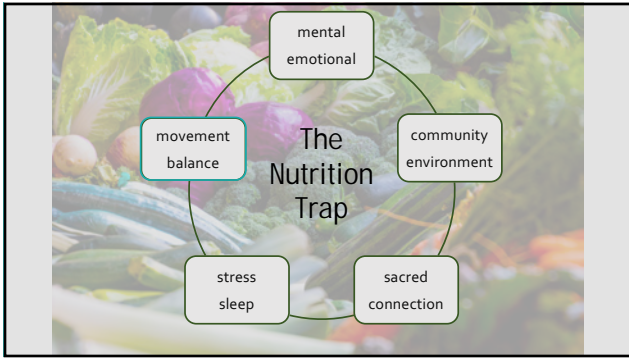 mental
emotional
movement
balance
The
Nutrition
Trap
community
environment
stress
sleep
sacred
connection